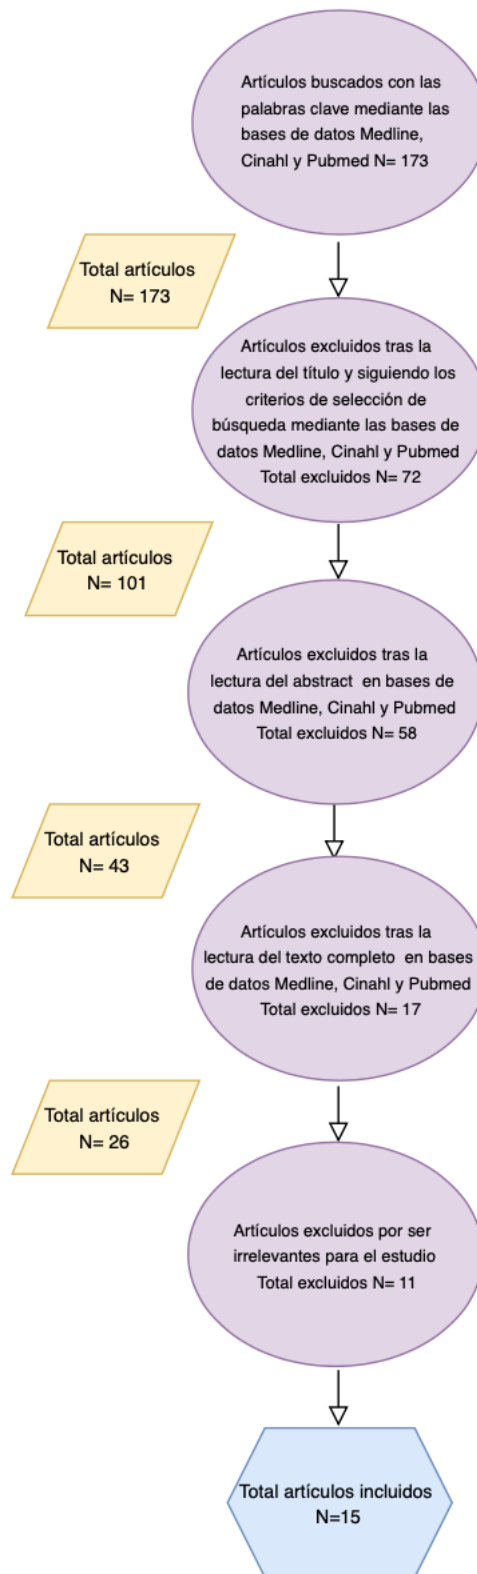 Artículos buscados con las
palabras clave mediante las
bases de datos Medline,
Cinahl y Pubmed N= 173
Total artículos
N= 173
Artículos excluidos tras la
lectura del título y siguiendo los
criterios de selección de
búsqueda mediante las bases de
datos Medline, Cinahl y Pubmed
Total excluidos N= 72
Total artículos
N= 101
Artículos excluidos tras la
lectura del abstract en bases de
datos Medline, Cinahl y Pubmed
Total excluidos N= 58
Total artículos
N= 43
Artículos excluidos tras la
lectura del texto completo en bases
de datos Medline, Cinahl y Pubmed
Total excluidos N= 17
Total artículos
N= 26
Artículos excluidos por ser
irrelevantes para el estudio
Total excluidos N= 11
Total artículos incluidos
N=15